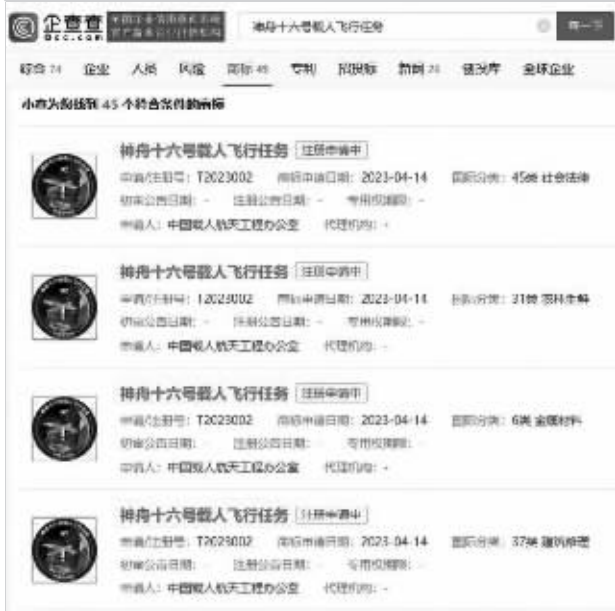 企查查
Qcc.com
神舟十六号载人飞行任务
查一下
综合 74 企业 人员 风险 商标 45 专利 招投标 新闻 28 全球企业
小查为您找到 45 个符合条件的商标
神舟十六号载人飞行任务 注册申请中
申请/注册号：T2023002 商标申请日期：2023-04-14 国际分类：45类 社会法律
初审公告日期：- 注册公告日期：- 专用权期限：-
申请人：中国载人航天工程办公室 代理机构：-
神舟十六号载人飞行任务 注册申请中
申请/注册号：T2023002 商标申请日期：2023-04-14 国际分类：31类
初审公告日期：- 注册公告日期：- 专用权期限：-
申请人：中国载人航天工程办公室 代理机构：-
神舟十六号载人飞行任务 注册申请中
申请/注册号：T2023002 商标申请日期：2023-04-14 国际分类：6类 金属材料
初审公告日期：- 注册公告日期：- 专用权期限：-
申请人：中国载人航天工程办公室 代理机构：-
神舟十六号载人飞行任务 注册申请中
申请/注册号：T2023002 商标申请日期：2023-04-14 国际分类：37类 建筑修理
初审公告日期：- 注册公告日期：- 专用权期限：-
申请人：中国载人航天工程办公室 代理机构：-